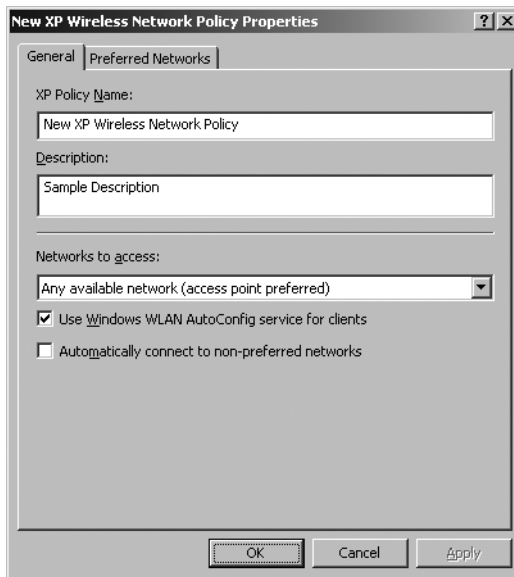 New XP Wireless Network Policy Properties
General
Preferred Networks
XP Policy Name:
New XP Wireless Network Policy
Description:
Sample Description
Networks to access:
Any available network (access point preferred)
Use Windows WLAN AutoConfig service for clients
Automatically connect to non-preferred networks
OK
Cancel
Apply